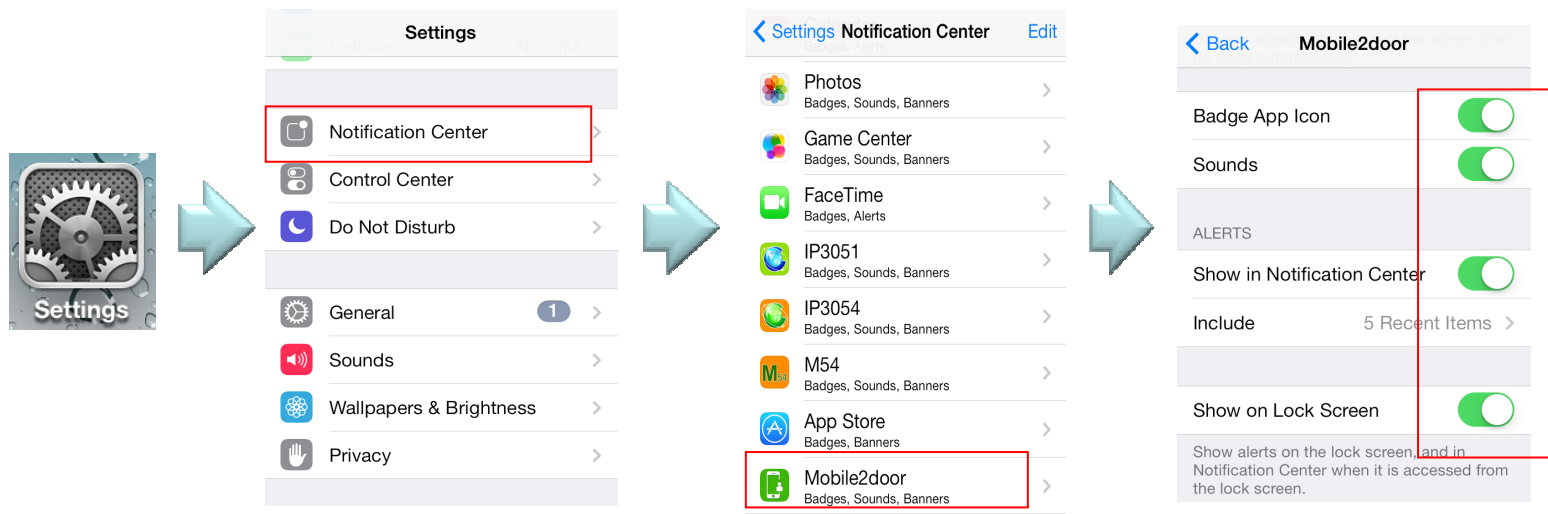 Settings
Settings
Cellular No SIM
Notification Center
Control Center
Do Not Disturb
General 1
Sounds
Wallpapers & Brightness
Privacy
Settings Notification Center Edit
Badges, Alerts
Photos
Badges, Sounds, Banners
Game Center
Badges, Sounds, Banners
FaceTime
Badges, Alerts
IP3051
Badges, Sounds, Banners
IP3054
Badges, Sounds, Banners
M54
M54
Badges, Sounds, Banners
App Store
Badges, Banners
Mobile2door
Badges, Sounds, Banners
Back Mobile2door
Badge App Icon
Sounds
ALERTS
Show in Notification Center
Include 5 Recent Items
Show on Lock Screen
Show alerts on the lock screen, and in
Notification Center when it is accessed from
the lock screen.